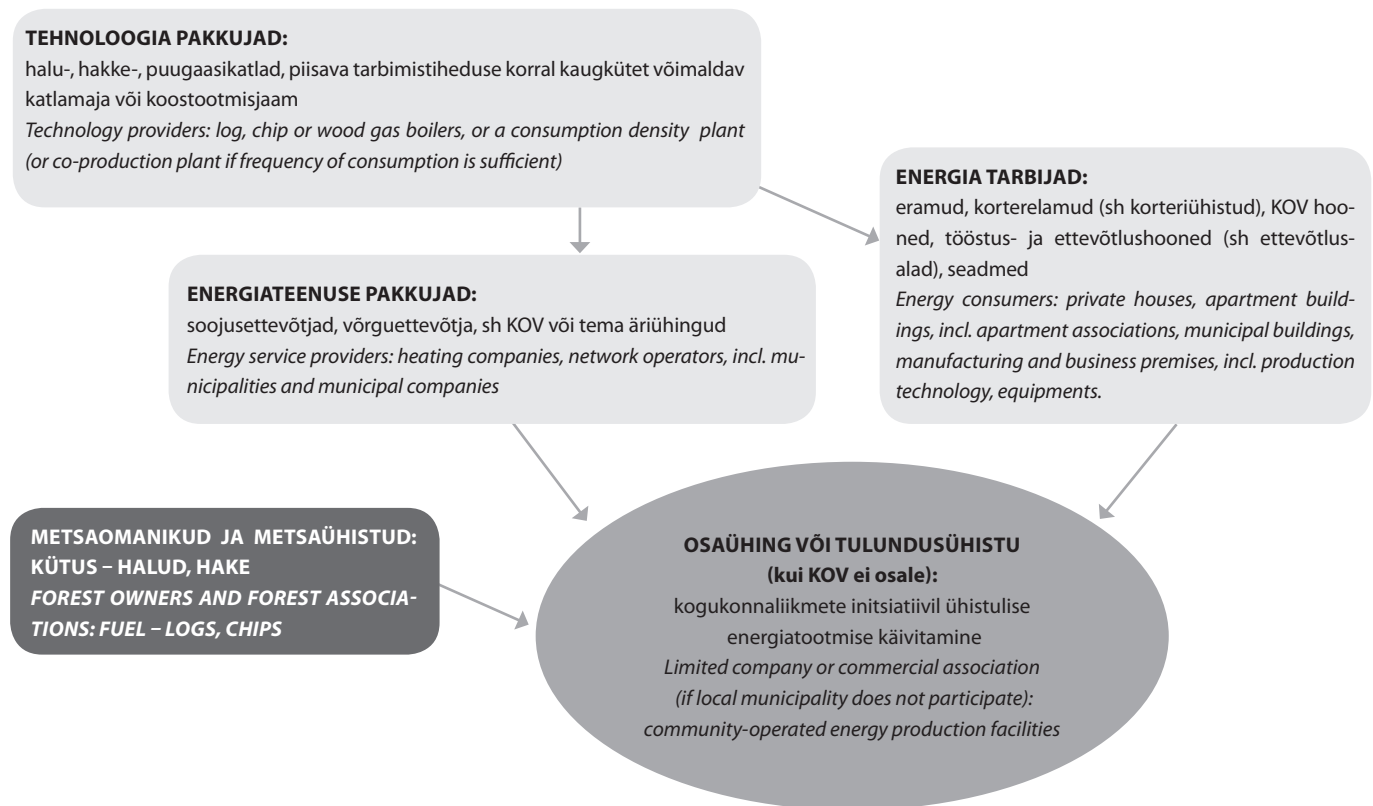 TEHNOLOOGIA PAKKUJAD:
halu-, hakke-, puugaasikatlad, piisava tarbimistiheduse korral kaugkütet võimaldav
katlamaja või koostootmisjaam
Technology providers: log, chip or wood gas boilers, or a consumption density plant
(or co-production plant if frequency of consumption is sufficient)
ENERGIA TARBIJAD:
eramud, korterelamud (sh korteriühistud), KOV hoo-
ned, tööstus- ja ettevõtlushooned (sh ettevõtlus-
alad), seadmed
Energy consumers: private houses, apartment build-
ings, incl. apartment associations, municipal buildings,
manufacturing and business premises, incl. production
technology, equipments.
ENERGIATEENUSE PAKKUJAD:
soojusettevõtjad, võrguettevõtja, sh KOV või tema äriühingud
Energy service providers: heating companies, network operators, incl. mu-
nicipalities and municipal companies
METSAOMANIKUD JA METSAÜHISTUD:
KÜTUS – HALUD, HAKE
FOREST OWNERS AND FOREST ASSOCIA-
TIONS: FUEL – LOGS, CHIPS
OSAÜHING VÕI TULUNDUSÜHISTU
(kui KOV ei osale):
kogukonnaliikmete initsiatiivil ühistulise
energiatootmise käivitamine
Limited company or commercial association
(if local municipality does not participate):
community-operated energy production facilities